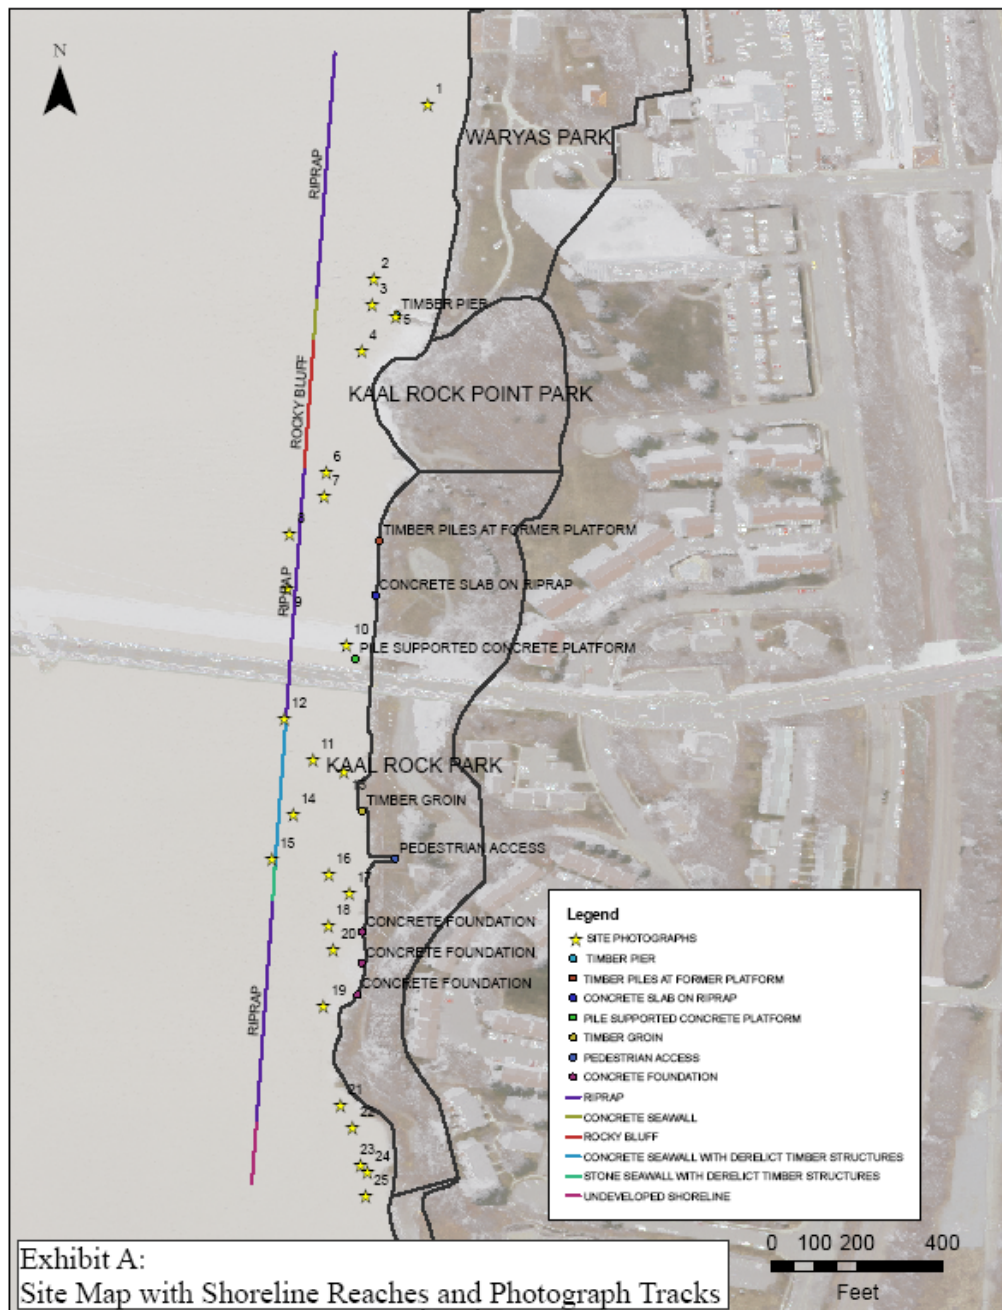 N
1
WARYAS PARK
RIPRAP
2
3
TIMBER PIER
5
4
KAAL ROCK POINT PARK
ROCKY BLUFF
6
7
8
TIMBER PILES AT FORMER PLATFORM
RIPRAP
CONCRETE SLAB ON RIPRAP
9
10
PILE SUPPORTED CONCRETE PLATFORM
12
11
KAAL ROCK PARK
13
14
TIMBER GROIN
15
PEDESTRIAN ACCESS
16
17
18
CONCRETE FOUNDATION
20
CONCRETE FOUNDATION
CONCRETE FOUNDATION
19
RIPRAP
21
22
23
24
25
Legend
SITE PHOTOGRAPHS
TIMBER PIER
TIMBER PILES AT FORMER PLATFORM
CONCRETE SLAB ON RIPRAP
PILE SUPPORTED CONCRETE PLATFORM
TIMBER GROIN
PEDESTRIAN ACCESS
CONCRETE FOUNDATION
RIPRAP
CONCRETE SEAWALL
ROCKY BLUFF
CONCRETE SEAWALL WITH DERELICT TIMBER STRUCTURES
STONE SEAWALL WITH DERELICT TIMBER STRUCTURES
UNDEVELOPED SHORELINE
0 100 200 400
Feet
Exhibit A:
Site Map with Shoreline Reaches and Photograph Tracks